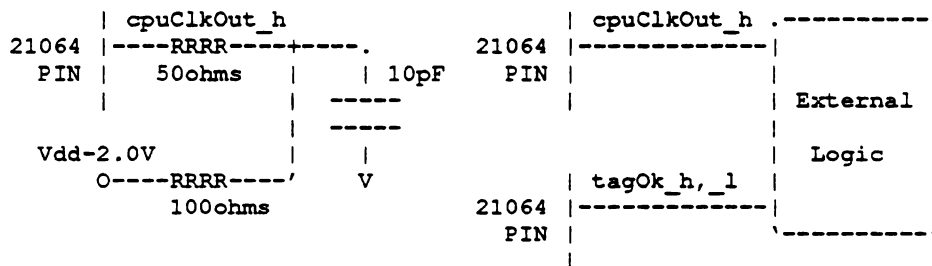 | cpuClkOut_h | cpuClkOut_h .----------
21064 |----RRRR----+----. 21064 |-------------|
PIN | 50ohms | | 10pF PIN | |
| | ----- | | External
| ----- |
Vdd-2.0V | | | Logic
O----RRRR----' V | tagOk_h,_l |
100ohms 21064 |-------------|
PIN | '----------
|